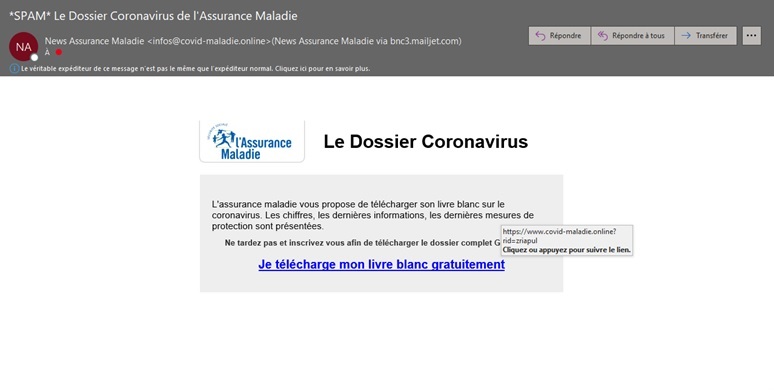 *SPAM* Le Dossier Coronavirus de l'Assurance Maladie
NA
News Assurance Maladie <infos@covid-maladie.online>(News Assurance Maladie via bnc3.mailjet.com)
À
Répondre
Répondre à tous
Transférer
...
Le véritable expéditeur de ce message n'est pas le même que l'expéditeur normal. Cliquez ici pour en savoir plus.
l'Assurance
Maladie
Le Dossier Coronavirus
L'assurance maladie vous propose de télécharger son livre blanc sur le
coronavirus. Les chiffres, les dernières informations, les dernières mesures de
protection sont présentées.
Ne tardez pas et inscrivez vous afin de télécharger le dossier complet G
https://www.covid-maladie.online?
rid=zriapul
Cliquez ou appuyez pour suivre le lien.
Je télécharge mon livre blanc gratuitement